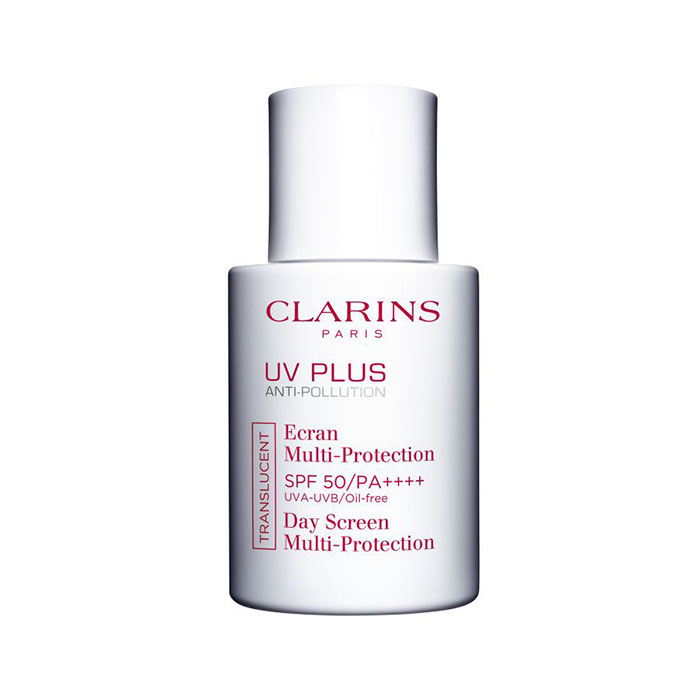 CLARINS
PARIS
UV PLUS
ANTI-POLLUTION
TRANSLUCENT
Ecran
Multi-Protection
SPF 50/PA++++
UVA-UVB/Oil-free
Day Screen
Multi-Protection